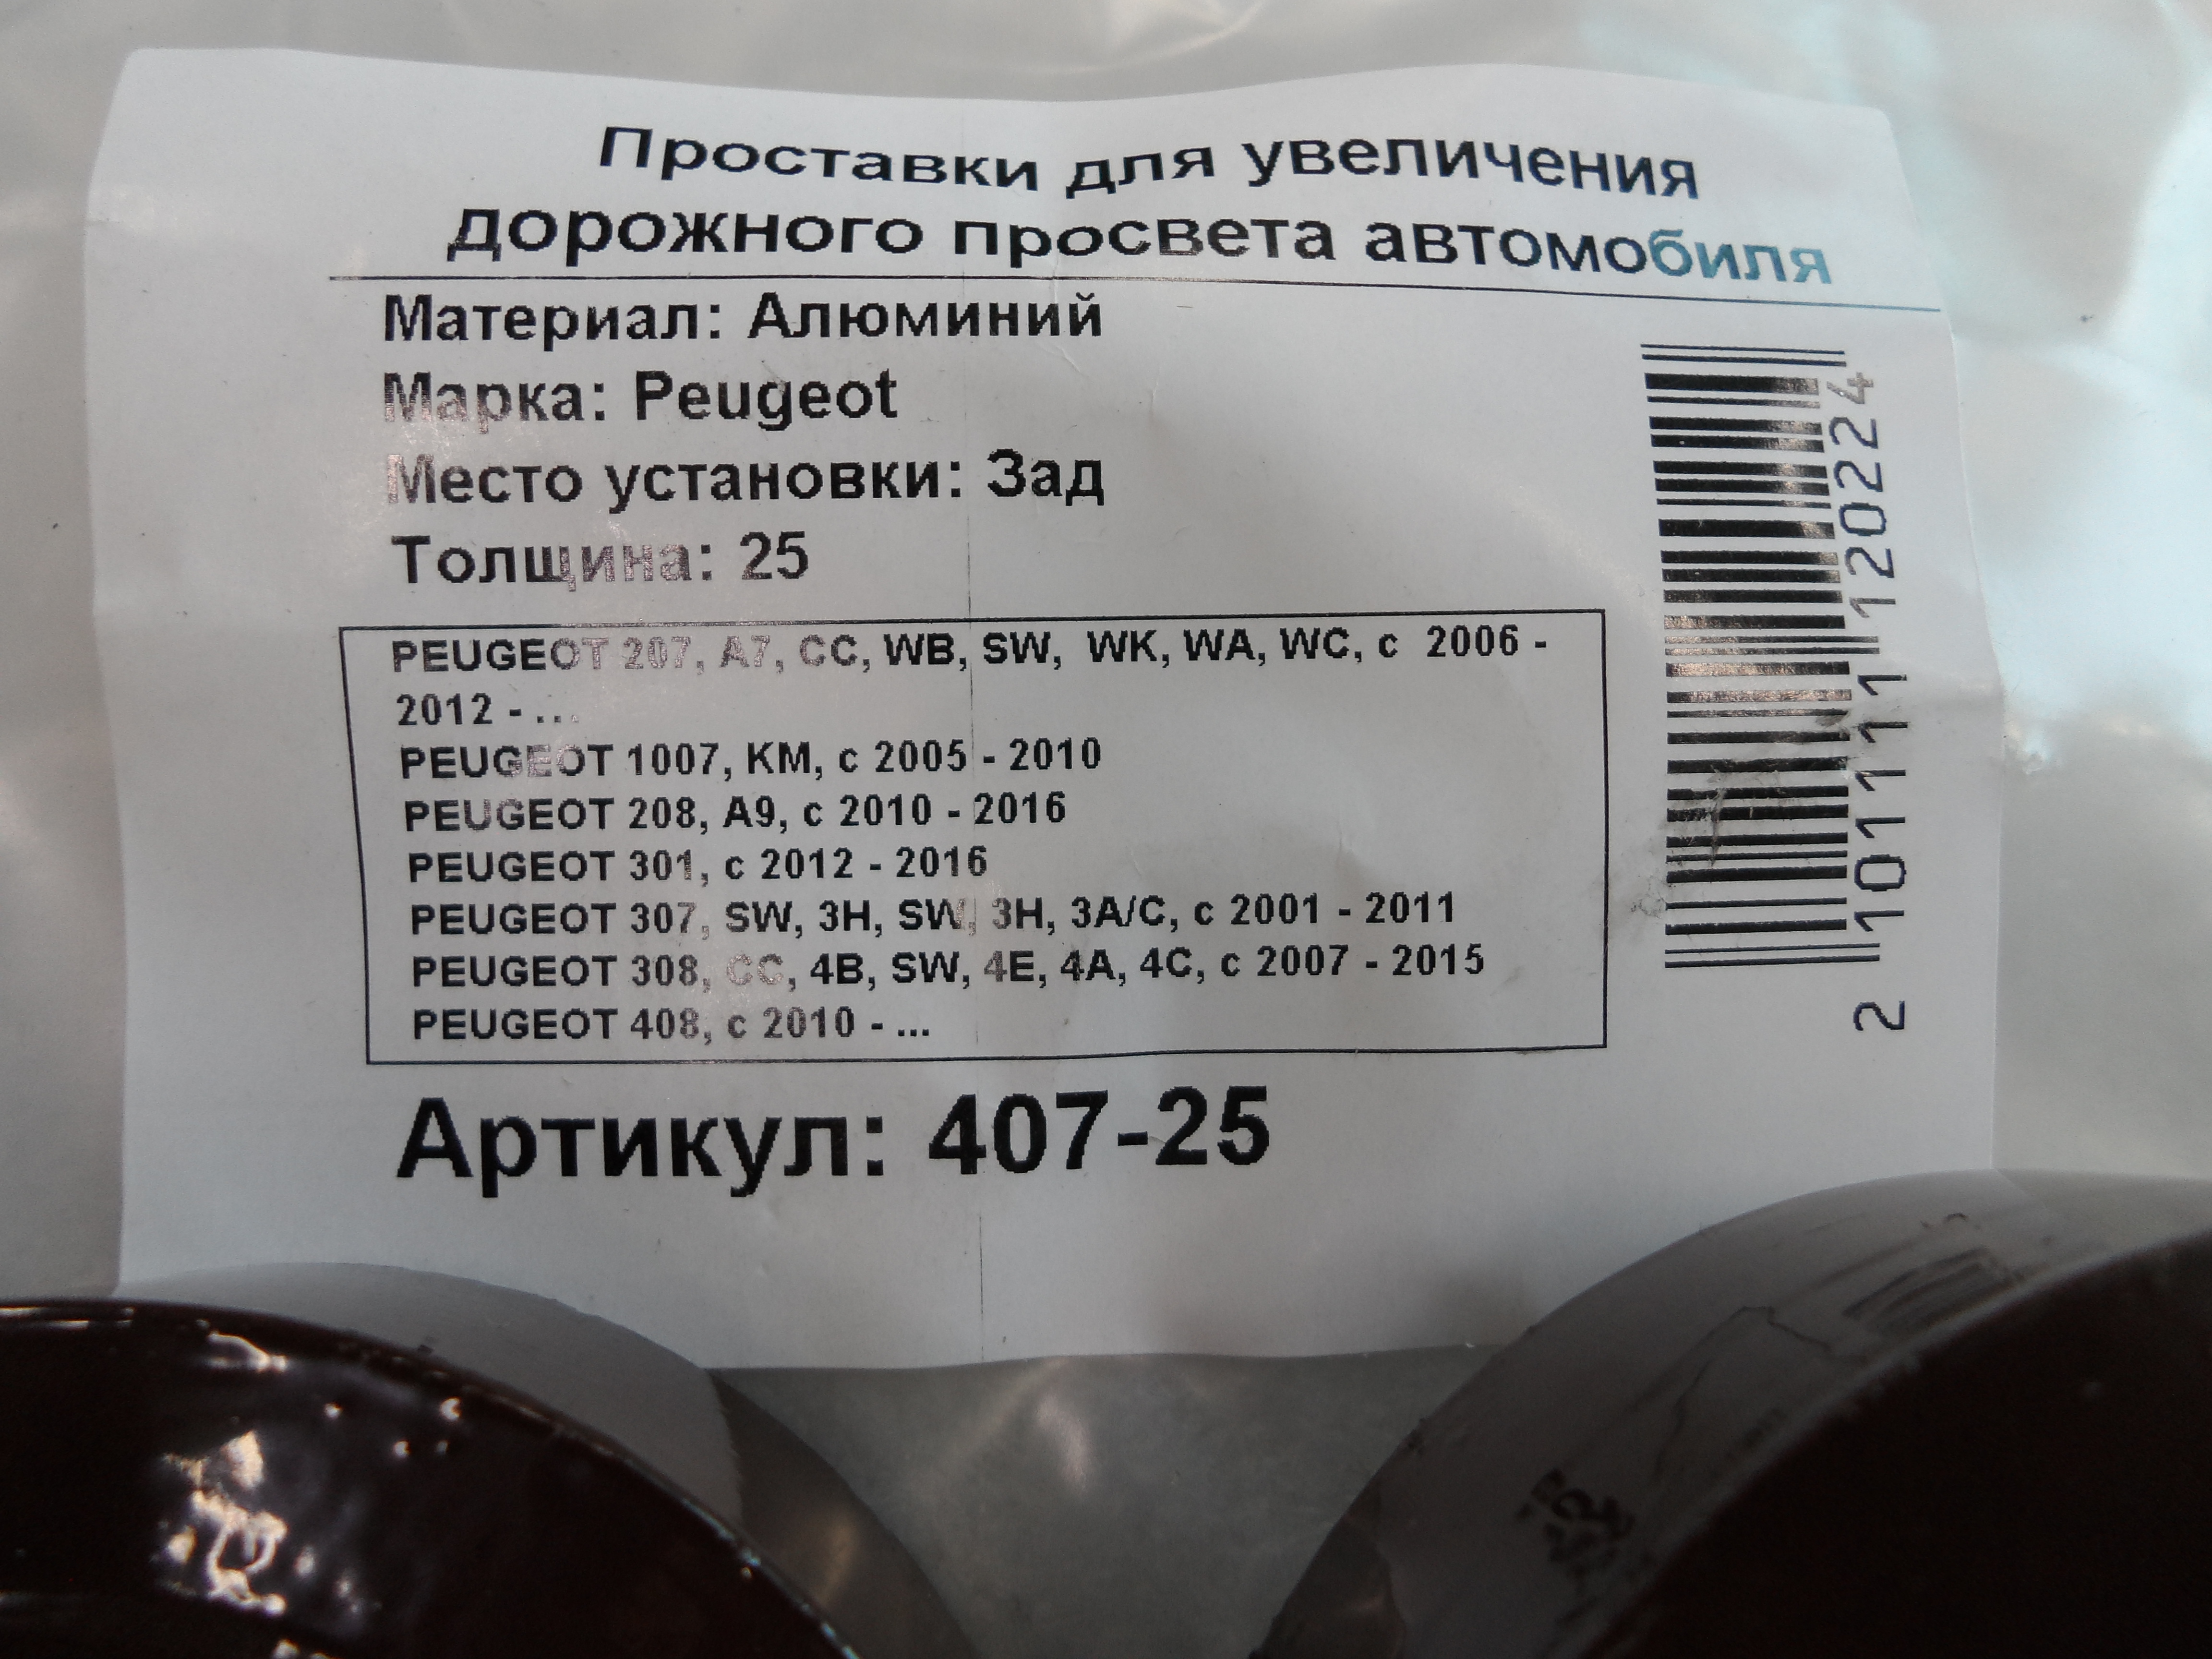 Проставки для увеличения
дорожного просвета автомобиля
Материал: Алюминий
Марка: Peugeot
Место установки: Зад
Толщина: 25
PEUGEOT 207, A7, CC, WB, SW, WK, WA, WC, с 2006 -
2012 - ...
PEUGEOT 1007, KM, с 2005 - 2010
PEUGEOT 208, A9, с 2010 - 2016
PEUGEOT 301, с 2012 - 2016
PEUGEOT 307, SW, 3H, SW, 3H, 3A/C, с 2001 - 2011
PEUGEOT 308, CC, 4B, SW, 4E, 4A, 4C, с 2007 - 2015
PEUGEOT 408, с 2010 - ...
Артикул: 407-25
2 101111 120224